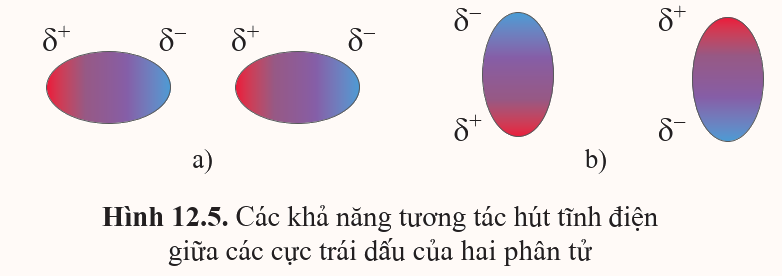 δ⁺ δ⁻ δ⁺ δ⁻
a)
δ⁻ δ⁺
δ⁺ δ⁻
b)
Hình 12.5. Các khả năng tương tác hút tĩnh điện
giữa các cực trái dấu của hai phân tử